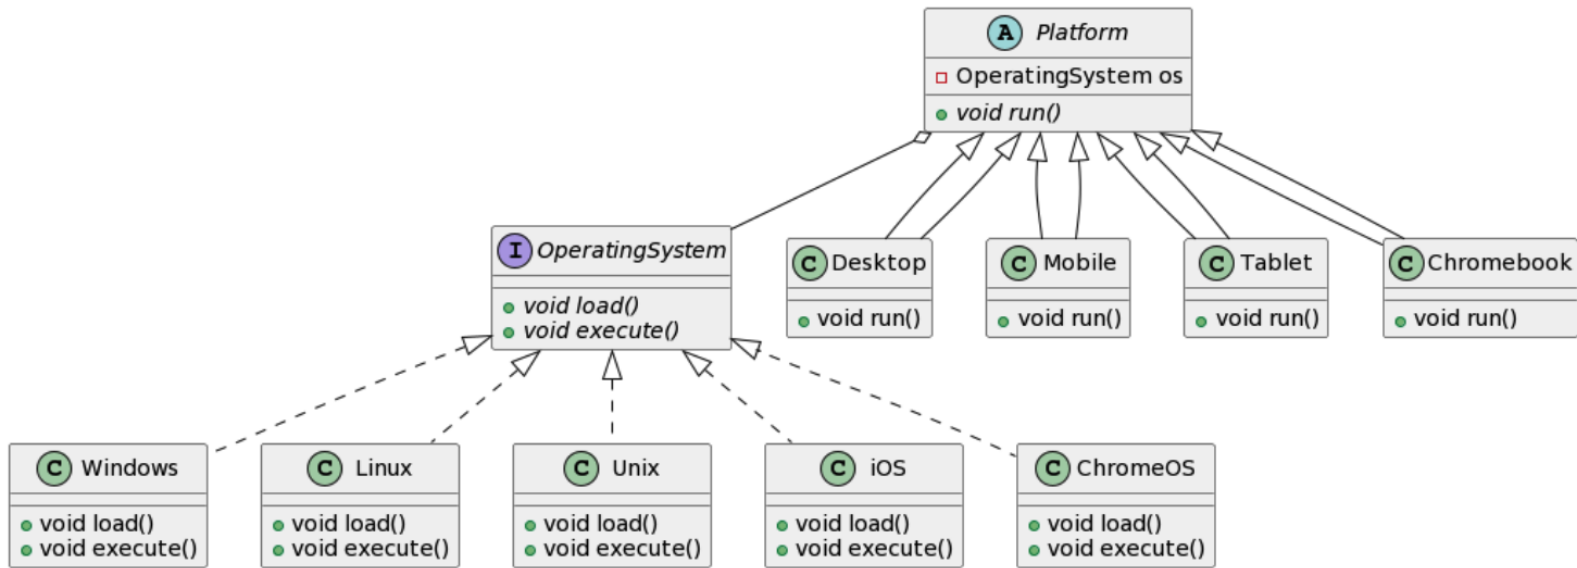 A Platform
OperatingSystem os
void run()
I OperatingSystem
void load()
void execute()
C Desktop
void run()
C Mobile
void run()
C Tablet
void run()
C Chromebook
void run()
C Windows
void load()
void execute()
C Linux
void load()
void execute()
C Unix
void load()
void execute()
C iOS
void load()
void execute()
C ChromeOS
void load()
void execute()